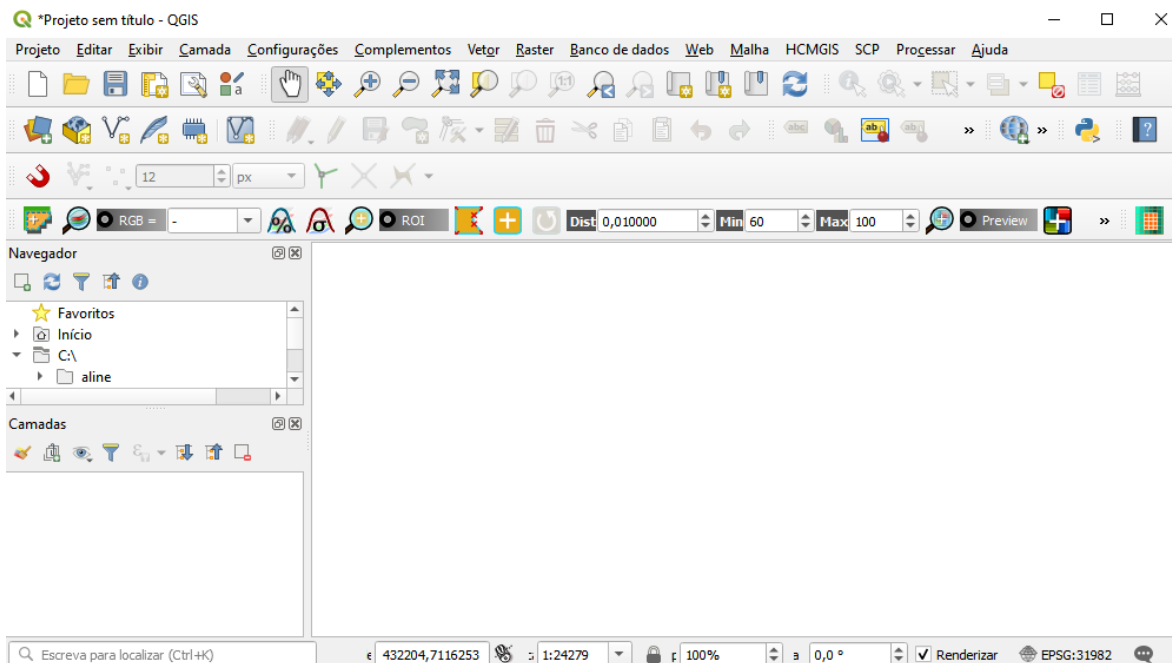 *Projeto sem título - QGIS
Projeto Editar Exibir Camada Configurações Complementos Vetor Raster Banco de dados Web Malha HCMGIS SCP Processar Ajuda
12 px
RGB = - ROI Dist 0,010000 Min 60 Max 100 Preview »
Navegador
Favoritos
Início
C:\
aline
Camadas
Escreva para localizar (Ctrl+K) 432204,7116253 1:24279 100% 0,0 ° Renderizar EPSG:31982